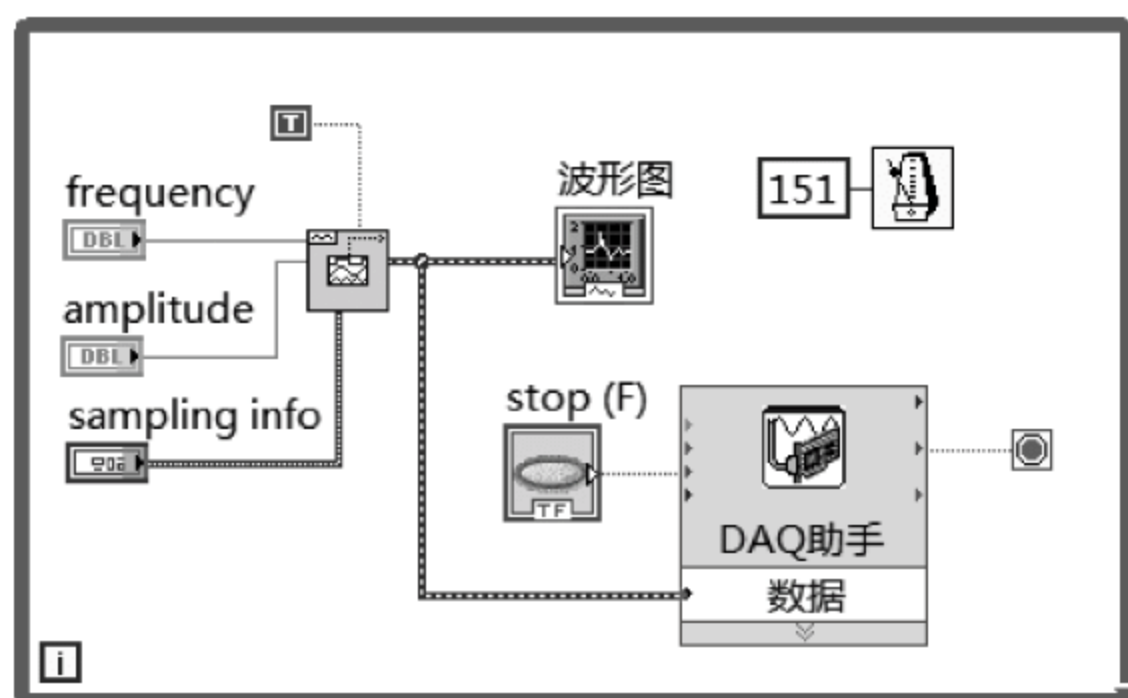 T
frequency
DBL
波形图
151
amplitude
DBL
sampling info
stop (F)
TF
DAQ助手
数据
i